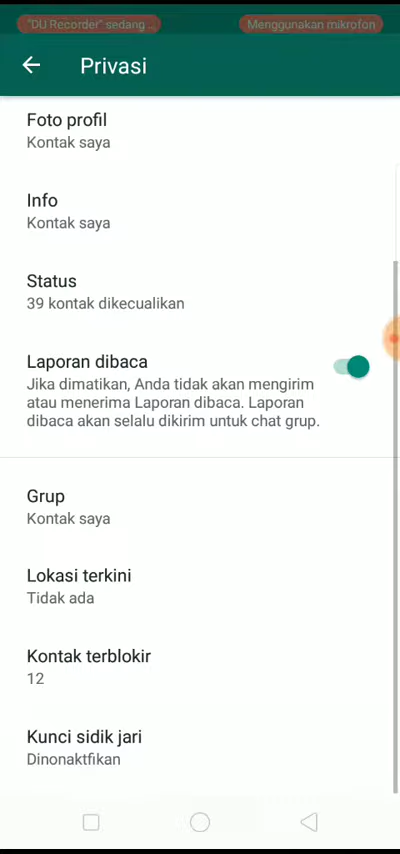 "DU Recorder" sedang ...
Menggunakan mikrofon
Privasi
Foto profil
Kontak saya
Info
Kontak saya
Status
39 kontak dikecualikan
Laporan dibaca
Jika dimatikan, Anda tidak akan mengirim
atau menerima Laporan dibaca. Laporan
dibaca akan selalu dikirim untuk chat grup.
Grup
Kontak saya
Lokasi terkini
Tidak ada
Kontak terblokir
12
Kunci sidik jari
Dinonaktfikan